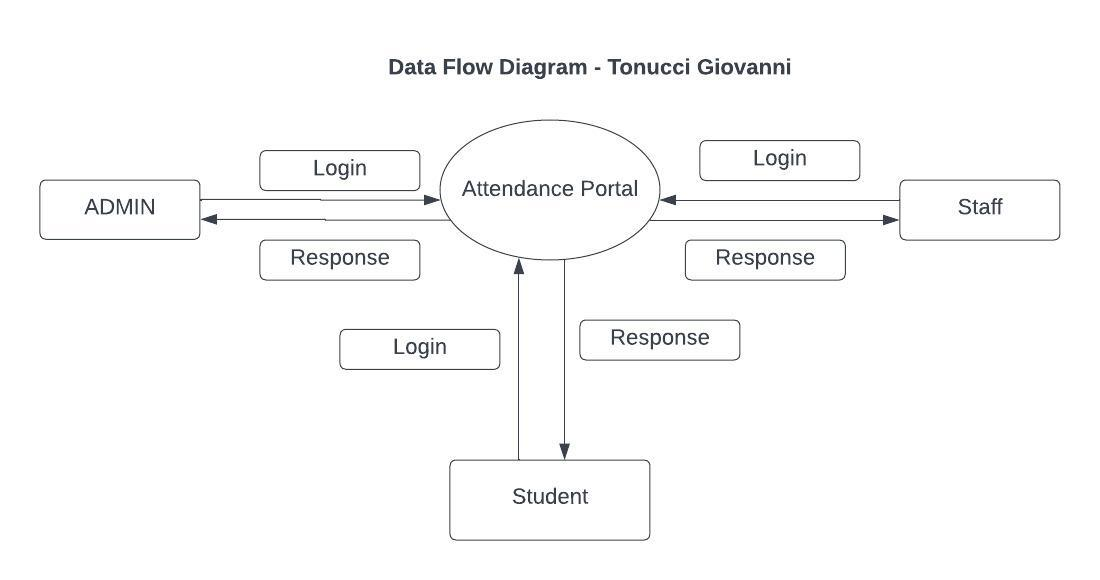 Data Flow Diagram - Tonucci Giovanni
Login
Login
ADMIN
Attendance Portal
Staff
Response
Response
Login
Response
Student